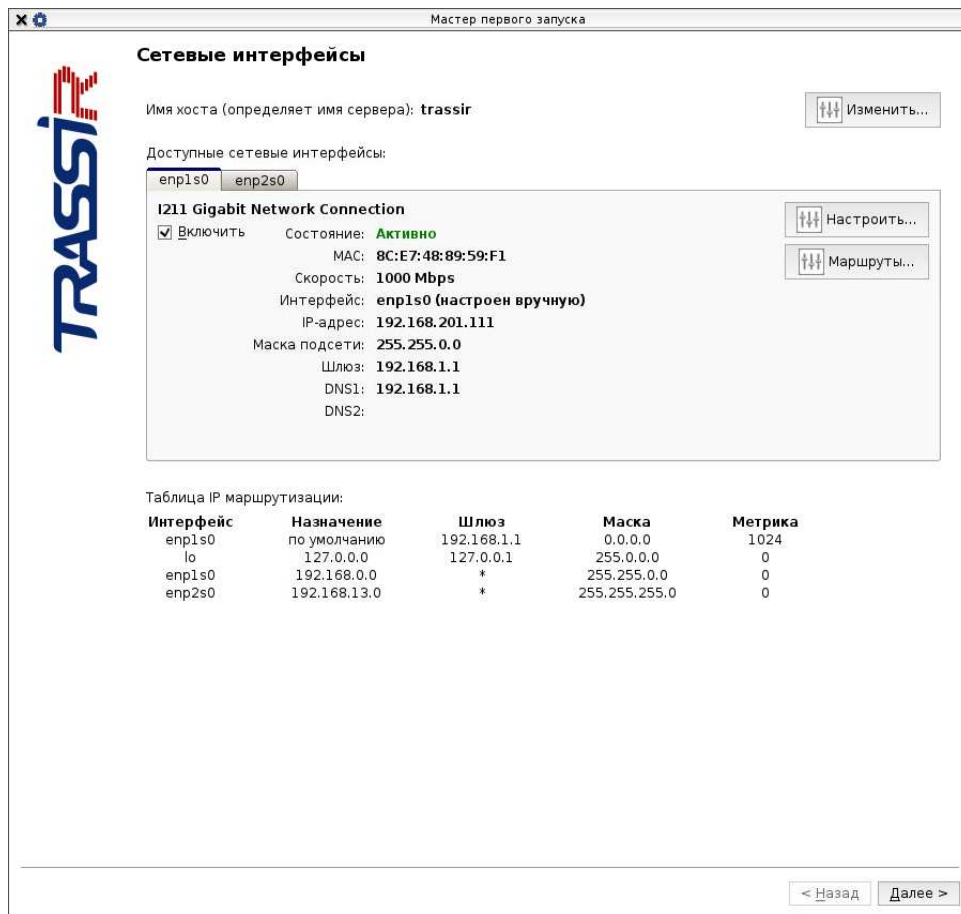 Мастер первого запуска
TRASSIR
Сетевые интерфейсы
Имя хоста (определяет имя сервера): trassir
Изменить...
Доступные сетевые интерфейсы:
enp1s0 enp2s0
I211 Gigabit Network Connection
Настроить...
Включить Состояние: Активно
MAC: 8C:E7:48:89:59:F1
Маршруты...
Скорость: 1000 Mbps
Интерфейс: enp1s0 (настроен вручную)
IP-адрес: 192.168.201.111
Маска подсети: 255.255.0.0
Шлюз: 192.168.1.1
DNS1: 192.168.1.1
DNS2:
Таблица IP маршрутизации:
Интерфейс Назначение Шлюз Маска Метрика
enp1s0 по умолчанию 192.168.1.1 0.0.0.0 1024
lo 127.0.0.0 127.0.0.1 255.0.0.0 0
enp1s0 192.168.0.0 * 255.255.0.0 0
enp2s0 192.168.13.0 * 255.255.255.0 0
< Назад Далее >